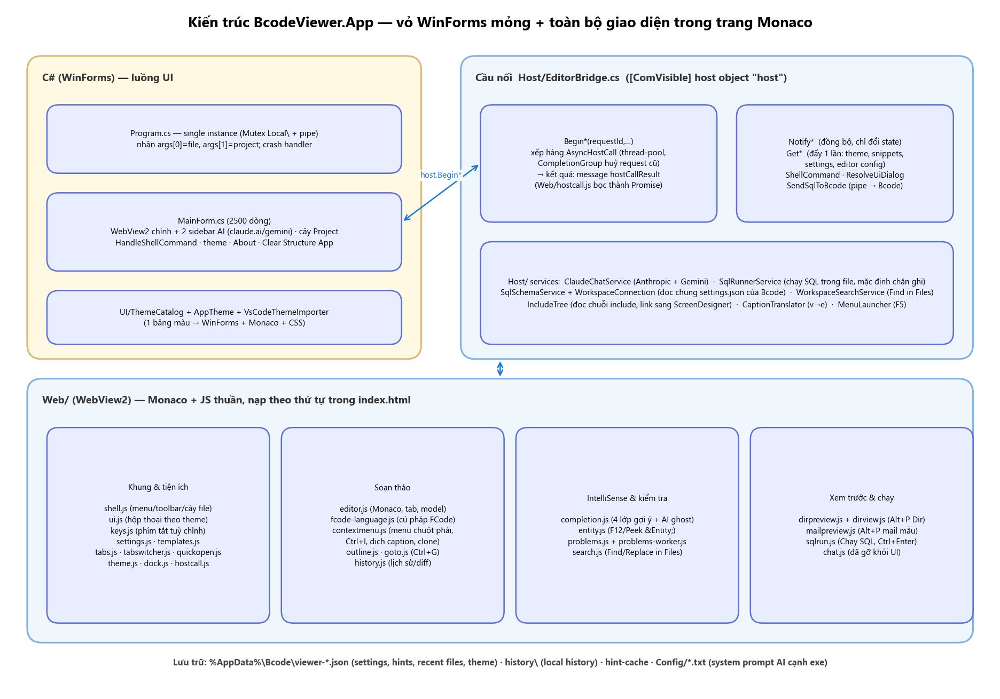 Kiến trúc BcodeViewer.App — vỏ WinForms mỏng + toàn bộ giao diện trong trang Monaco
C# (WinForms) — luồng UI
Program.cs — single instance (Mutex Local\ + pipe)
nhận args[0]=file, args[1]=project; crash handler
MainForm.cs (2500 dòng)
WebView2 chính + 2 sidebar AI (claude.ai/gemini) · cây Project
HandleShellCommand · theme · About · Clear Structure App
UI/ThemeCatalog + AppTheme + VsCodeThemeImporter
(1 bảng màu → WinForms + Monaco + CSS)
host.Begin*
Cầu nối  Host/EditorBridge.cs  ([ComVisible] host object "host")
Begin*(requestId,...)
xếp hàng AsyncHostCall (thread-pool,
CompletionGroup huỷ request cũ)
→ kết quả: message hostCallResult
(Web/hostcall.js bọc thành Promise)
Notify*  (đồng bộ, chỉ đổi state)
Get*  (đẩy 1 lần: theme, snippets,
settings, editor config)
ShellCommand · ResolveUiDialog
SendSqlToBcode (pipe → Bcode)
Host/ services:  ClaudeChatService (Anthropic + Gemini)  ·  SqlRunnerService (chạy SQL trong file, mặc định chặn ghi)
SqlSchemaService + WorkspaceConnection (đọc chung settings.json của Bcode)  ·  WorkspaceSearchService (Find in Files)
IncludeTree (đọc chuỗi include, link sang ScreenDesigner)  ·  CaptionTranslator (v→e)  ·  MenuLauncher (F5)
Web/ (WebView2) — Monaco + JS thuần, nạp theo thứ tự trong index.html
Khung & tiện ích
shell.js (menu/toolbar/cây file)
ui.js (hộp thoại theo theme)
keys.js (phím tắt tuỳ chỉnh)
settings.js · templates.js
tabs.js · tabswitcher.js · quickopen.js
theme.js · dock.js · hostcall.js
Soạn thảo
editor.js (Monaco, tab, model)
fcode-language.js (cú pháp FCode)
contextmenu.js (menu chuột phải,
Ctrl+I, dịch caption, clone)
outline.js · goto.js (Ctrl+G)
history.js (lịch sử/diff)
IntelliSense & kiểm tra
completion.js (4 lớp gợi ý + AI ghost)
entity.js (F12/Peek &Entity;)
problems.js + problems-worker.js
search.js (Find/Replace in Files)
Xem trước & chạy
dirpreview.js + dirview.js (Alt+P Dir)
mailpreview.js (Alt+P mail mẫu)
sqlrun.js (Chạy SQL, Ctrl+Enter)
chat.js (đã gỡ khỏi UI)
Lưu trữ: %AppData%\Bcode\viewer-*.json (settings, hints, recent files, theme) · history\ (local history) · hint-cache · Config/*.txt (system prompt AI cạnh exe)